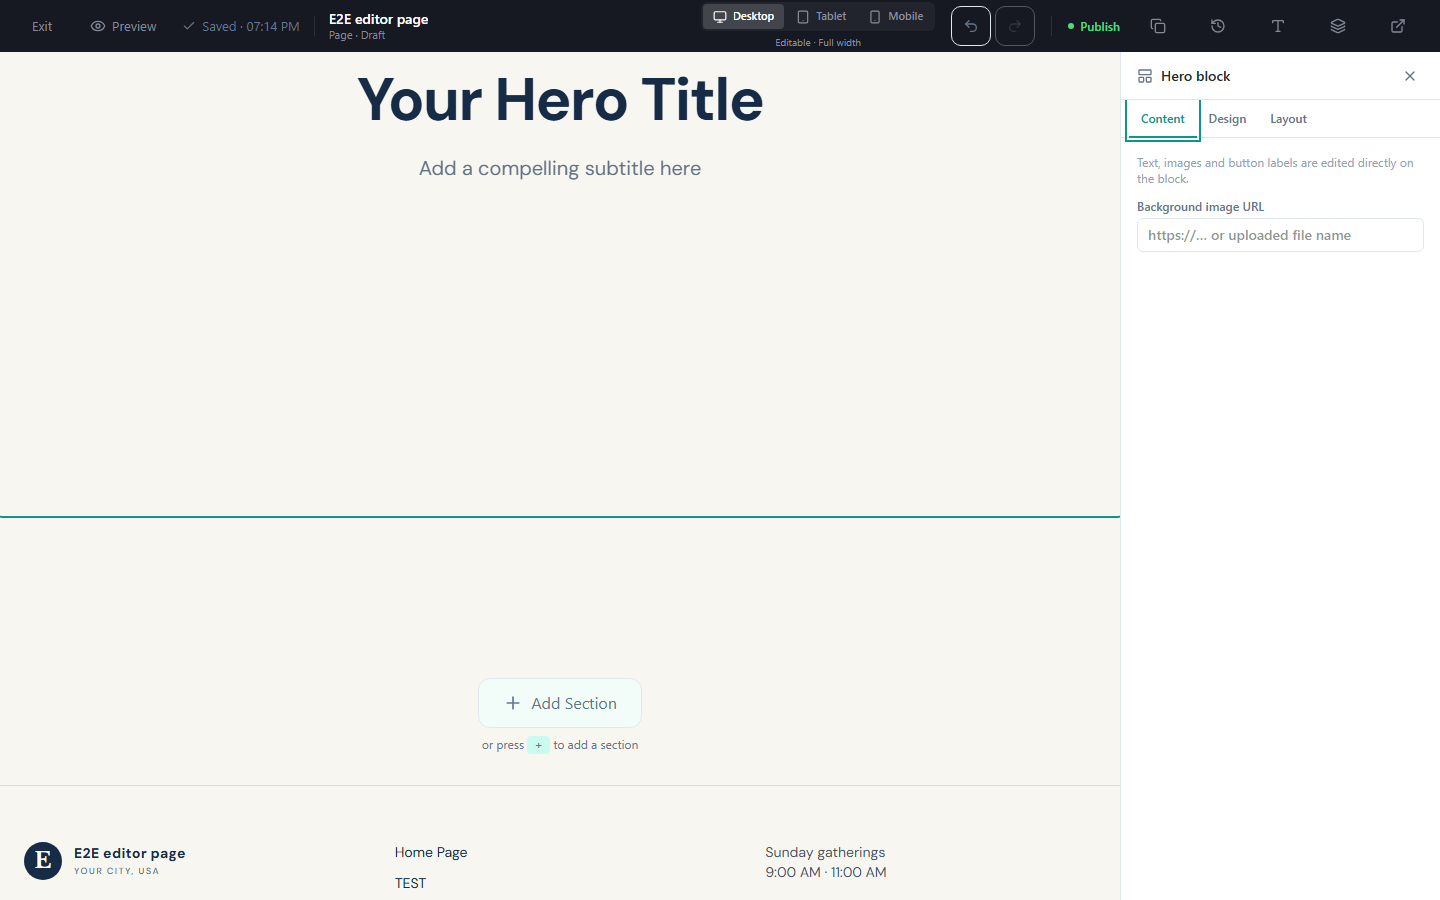 Exit
Preview
Saved · 07:14 PM
E2E editor page
Page · Draft
Desktop
Tablet
Mobile
Editable · Full width
Publish
Your Hero Title
Add a compelling subtitle here
Add Section
or press + to add a section
E E2E editor page
YOUR CITY, USA
Home Page
TEST
Sunday gatherings
9:00 AM · 11:00 AM
Hero block
Content
Design
Layout
Text, images and button labels are edited directly on
the block.
Background image URL
https://... or uploaded file name